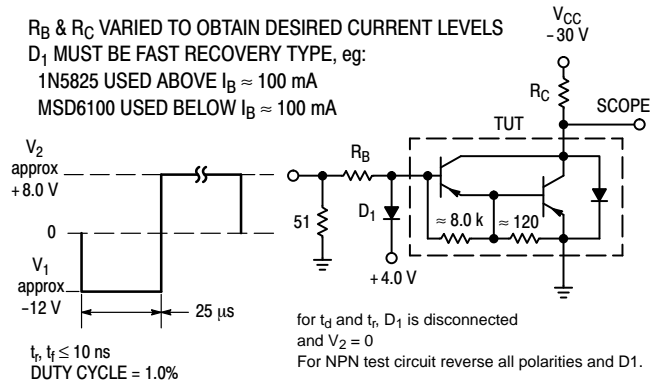 R_B & R_C VARIED TO OBTAIN DESIRED CURRENT LEVELS
D_1 MUST BE FAST RECOVERY TYPE, eg:
1N5825 USED ABOVE I_B ≈ 100 mA
MSD6100 USED BELOW I_B ≈ 100 mA
V_CC
−30 V
R_C
SCOPE
TUT
V_2
approx
+8.0 V
R_B
51
D_1
≈ 8.0 k
≈ 120
0
+4.0 V
V_1
approx
−12 V
25 μs
t_r, t_f ≤ 10 ns
DUTY CYCLE = 1.0%
for t_d and t_r, D_1 is disconnected
and V_2 = 0
For NPN test circuit reverse all polarities and D1.